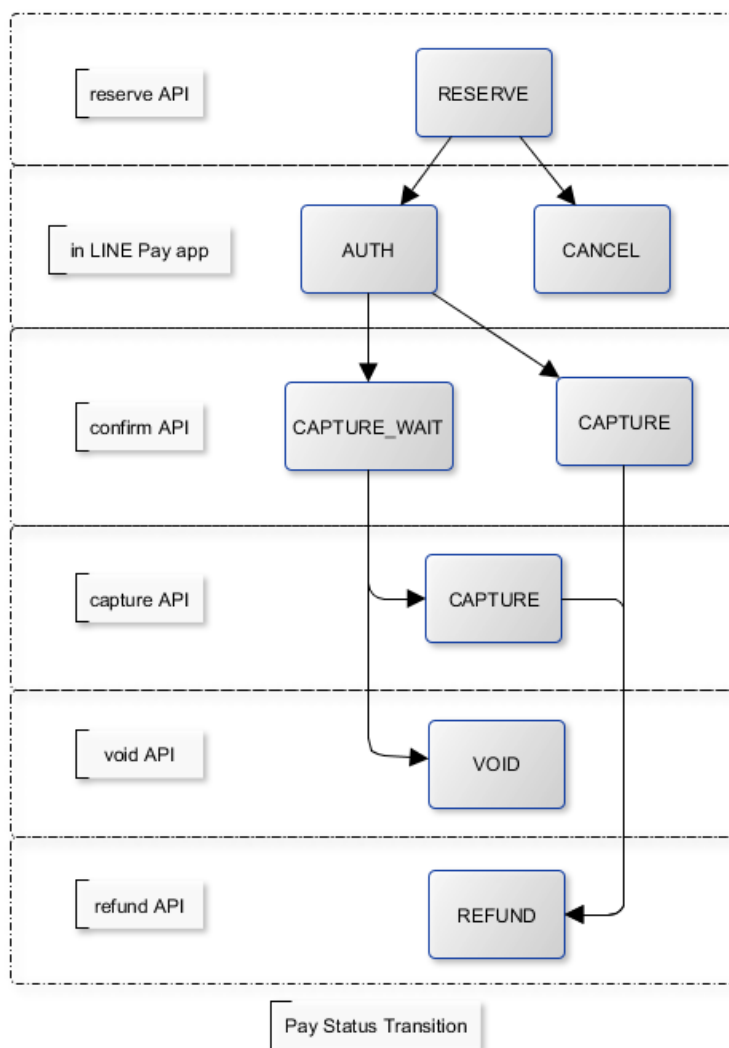 reserve API
RESERVE
in LINE Pay app
AUTH
CANCEL
confirm API
CAPTURE_WAIT
CAPTURE
capture API
CAPTURE
void API
VOID
refund API
REFUND
Pay Status Transition